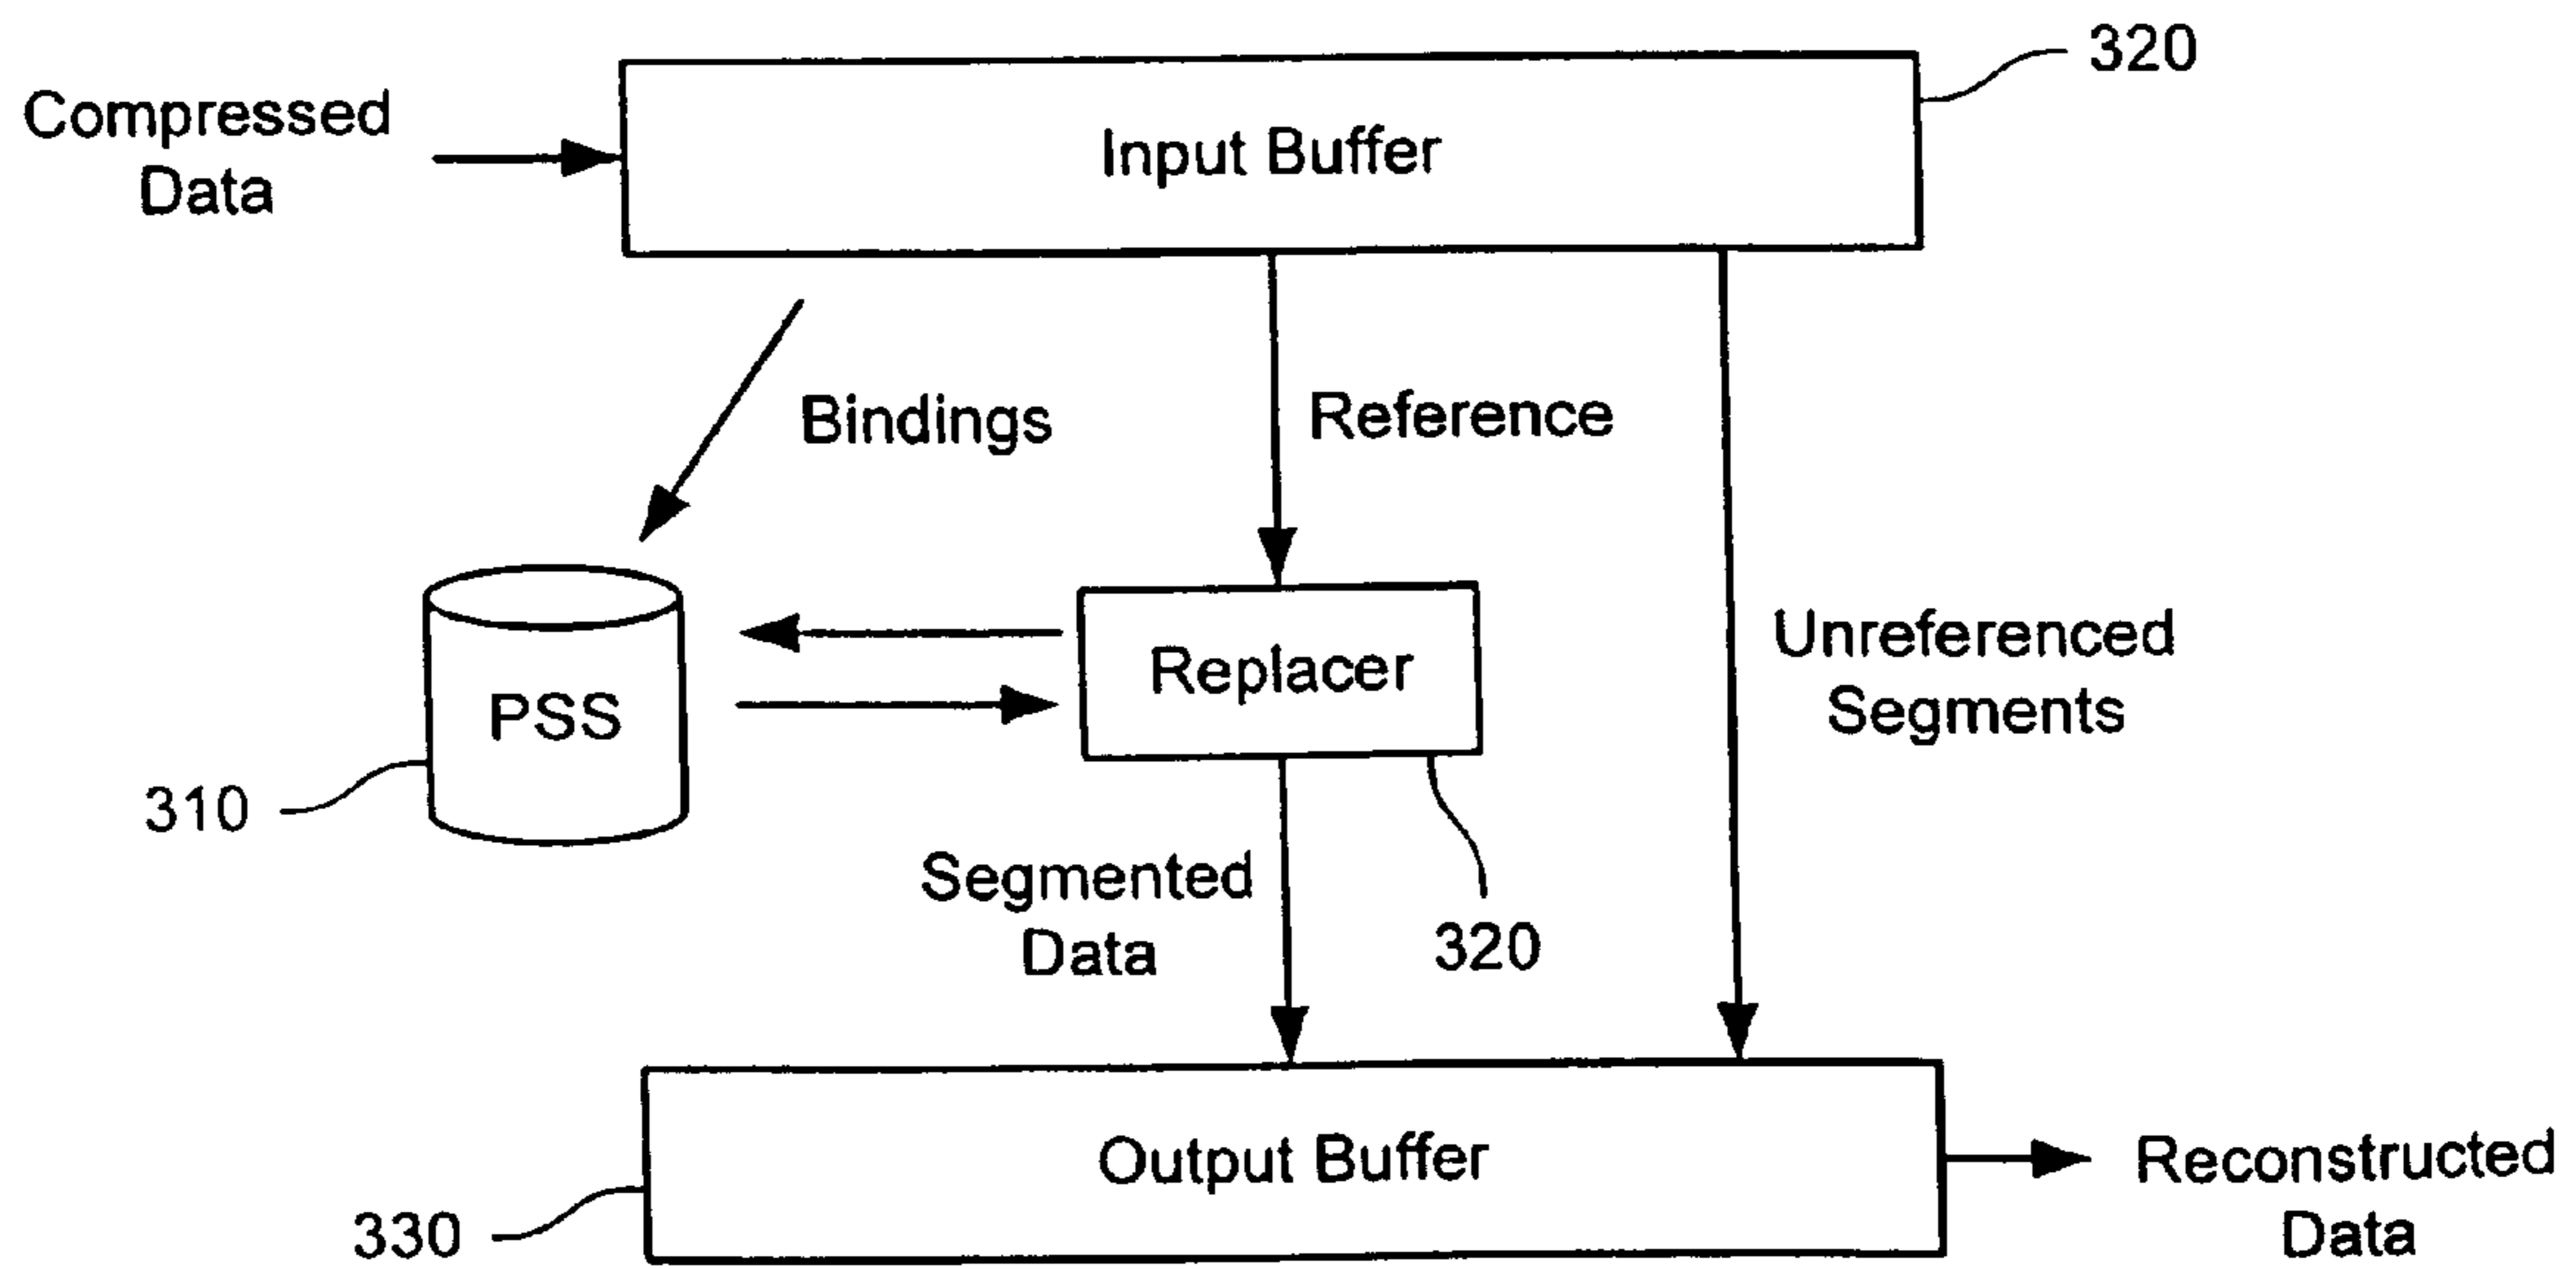 320
Compressed
Data
Input Buffer
Bindings
Reference
Replacer
Unreferenced
Segments
PSS
310
Segmented
Data
320
Output Buffer
330
Reconstructed
Data